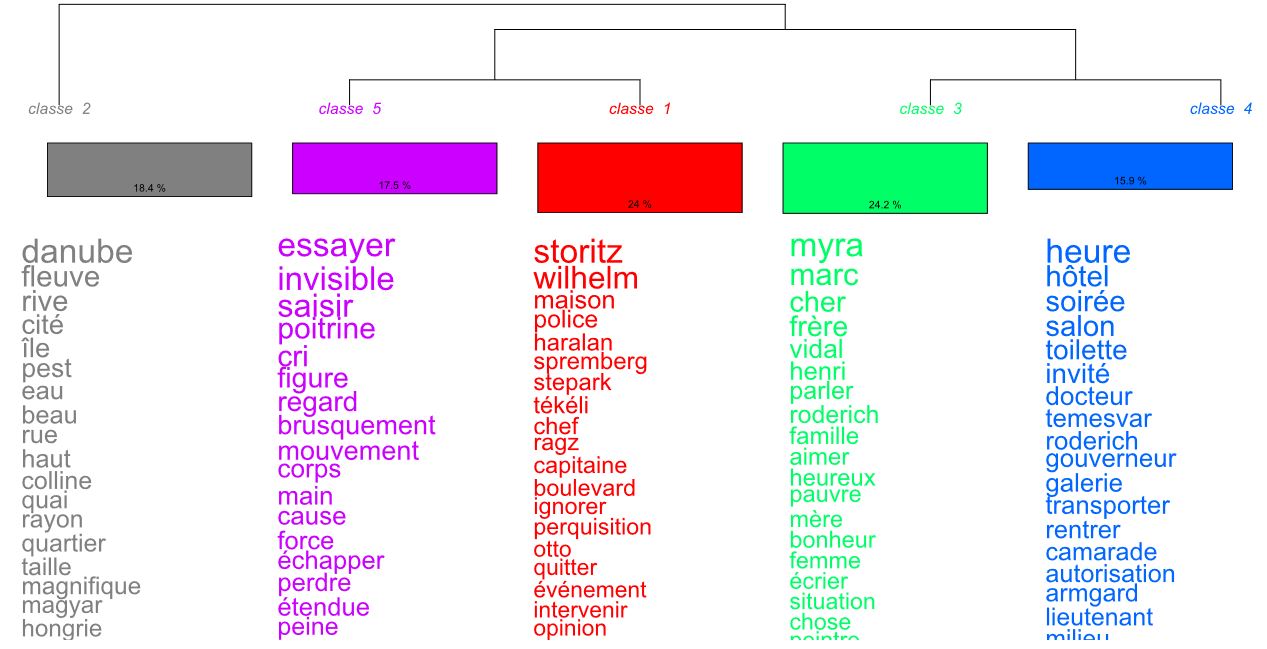 classe 2
classe 5
classe 1
classe 3
classe 4
18.4 %
17.5 %
24 %
24.2 %
15.9 %
danube
fleuve
rive
cité
île
pest
eau
beau
rue
haut
colline
quai
rayon
quartier
taille
magnifique
magyar
hongrie
essayer
invisible
saisir
poitrine
cri
figure
regard
brusquement
mouvement
corps
main
cause
force
échapper
perdre
étendue
peine
storitz
wilhelm
maison
police
haralan
spremberg
stepark
tékéli
chef
ragz
capitaine
boulevard
ignorer
perquisition
otto
quitter
événement
intervenir
opinion
myra
marc
cher
frère
vidal
henri
parler
roderich
famille
aimer
heureux
pauvre
mère
bonheur
femme
écrier
situation
chose
peintre
heure
hôtel
soirée
salon
toilette
invité
docteur
temesvar
roderich
gouverneur
galerie
transporter
rentrer
camarade
autorisation
armgard
lieutenant
milieu